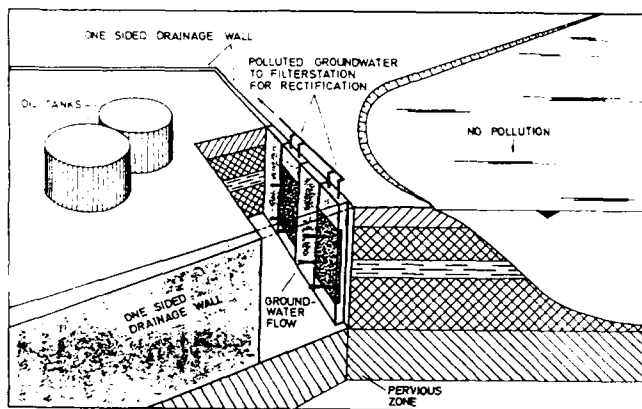 ONE SIDED DRAINAGE WALL
POLLUTED GROUNDWATER
TO FILTERSTATION
FOR RECTIFICATION
OIL TANKS
NO POLLUTION
ONE SIDED
DRAINAGE WALL
GROUND-
WATER
FLOW
PERVIOUS
ZONE